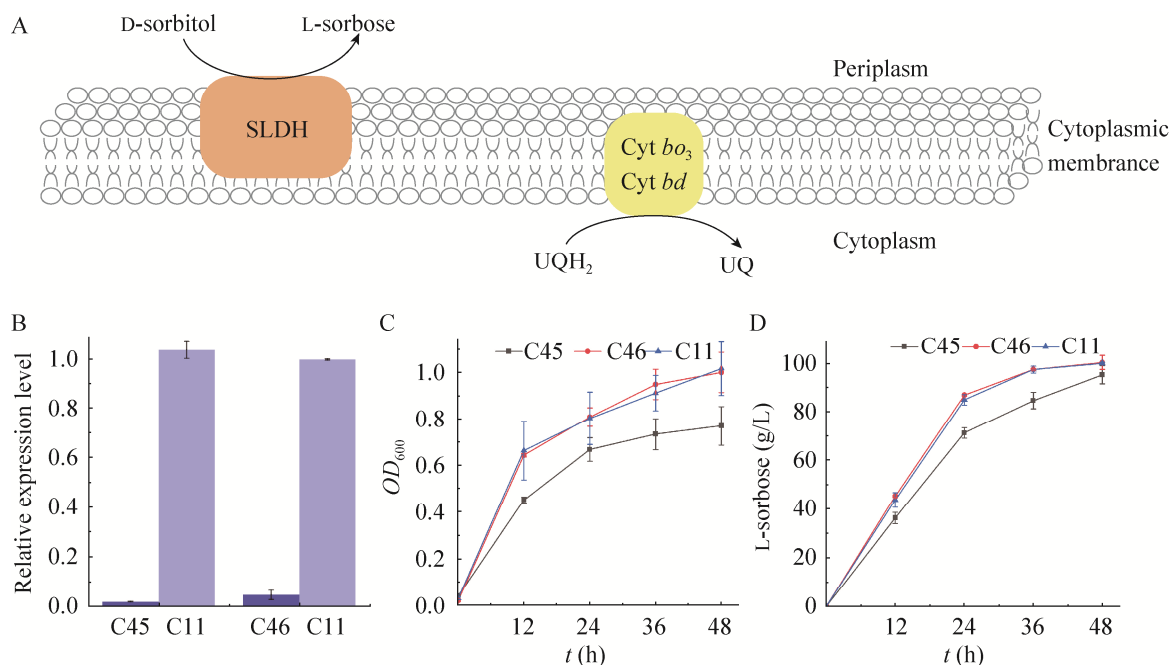 A
D-sorbitol
L-sorbose
Periplasm
SLDH
Cyt bo₃
Cyt bd
Cytoplasmic
membrance
Cytoplasm
UQH₂
UQ
B
Relative expression level
1.0
0.8
0.6
0.4
0.2
0.0
C45 C11 C46 C11
C
C45 C46 C11
OD₆₀₀
1.0
0.8
0.6
0.4
0.2
0.0
12 24 36 48
t (h)
D
C45 C46 C11
L-sorbose (g/L)
100
80
60
40
20
0
12 24 36 48
t (h)